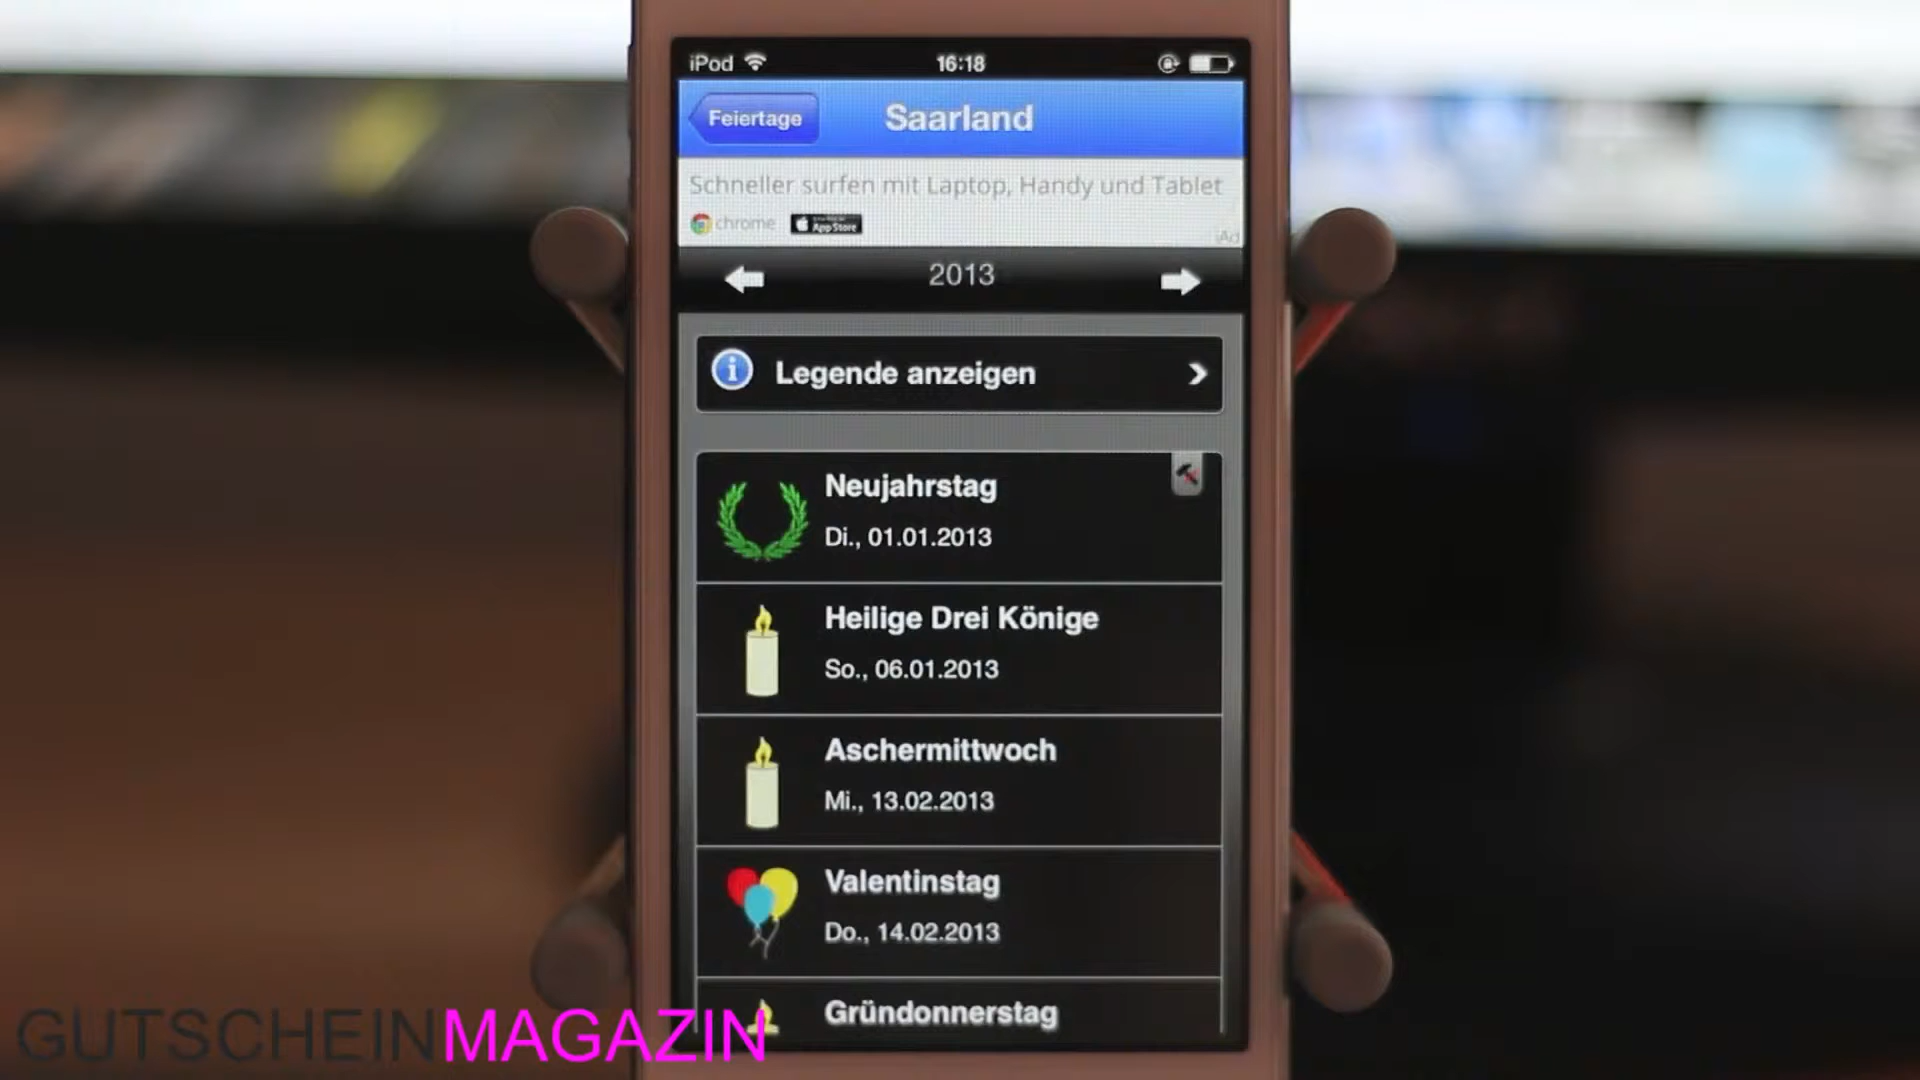 iPod
16:18
Feiertage
Saarland
Schneller surfen mit Laptop, Handy und Tablet
chrome
App Store
iAd
2013
Legende anzeigen
Neujahrstag
Di., 01.01.2013
Heilige Drei Könige
So., 06.01.2013
Aschermittwoch
Mi., 13.02.2013
Valentinstag
Do., 14.02.2013
Gründonnerstag
GUTSCHEINMAGAZIN